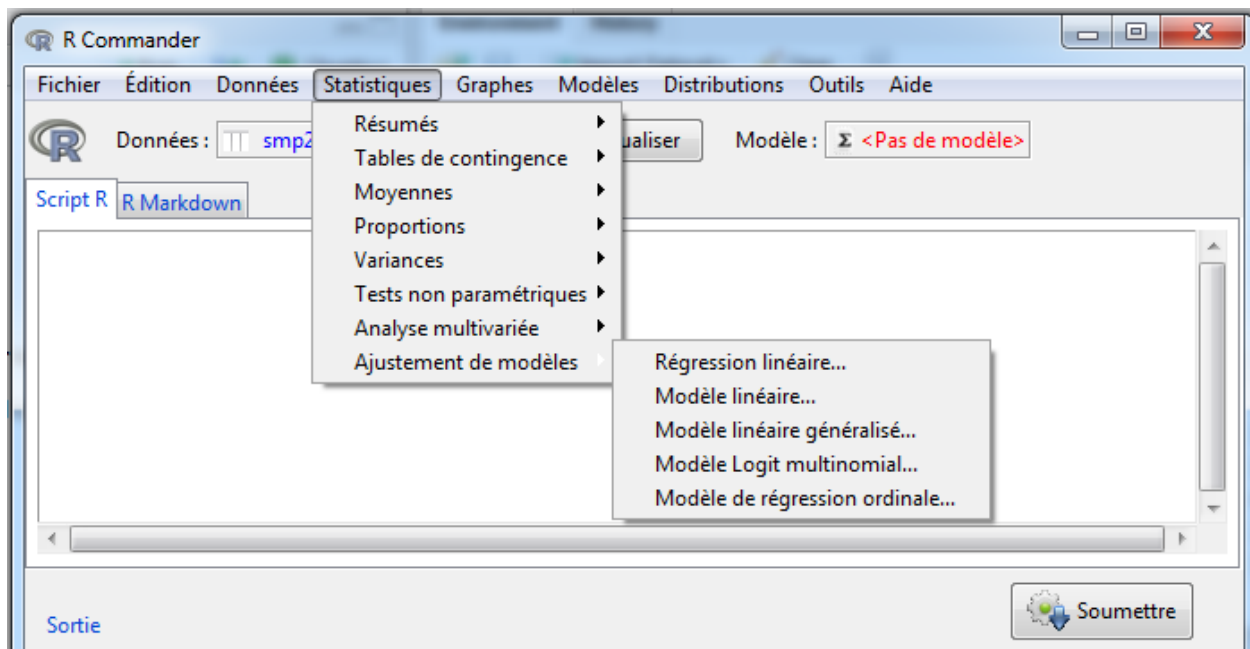 R Commander
Fichier Édition Données Statistiques Graphes Modèles Distributions Outils Aide
R Données : smp2 ualiser Modèle : Σ <Pas de modèle>
Script R R Markdown
Résumés
Tables de contingence
Moyennes
Proportions
Variances
Tests non paramétriques
Analyse multivariée
Ajustement de modèles
Régression linéaire...
Modèle linéaire...
Modèle linéaire généralisé...
Modèle Logit multinomial...
Modèle de régression ordinale...
Sortie
Soumettre